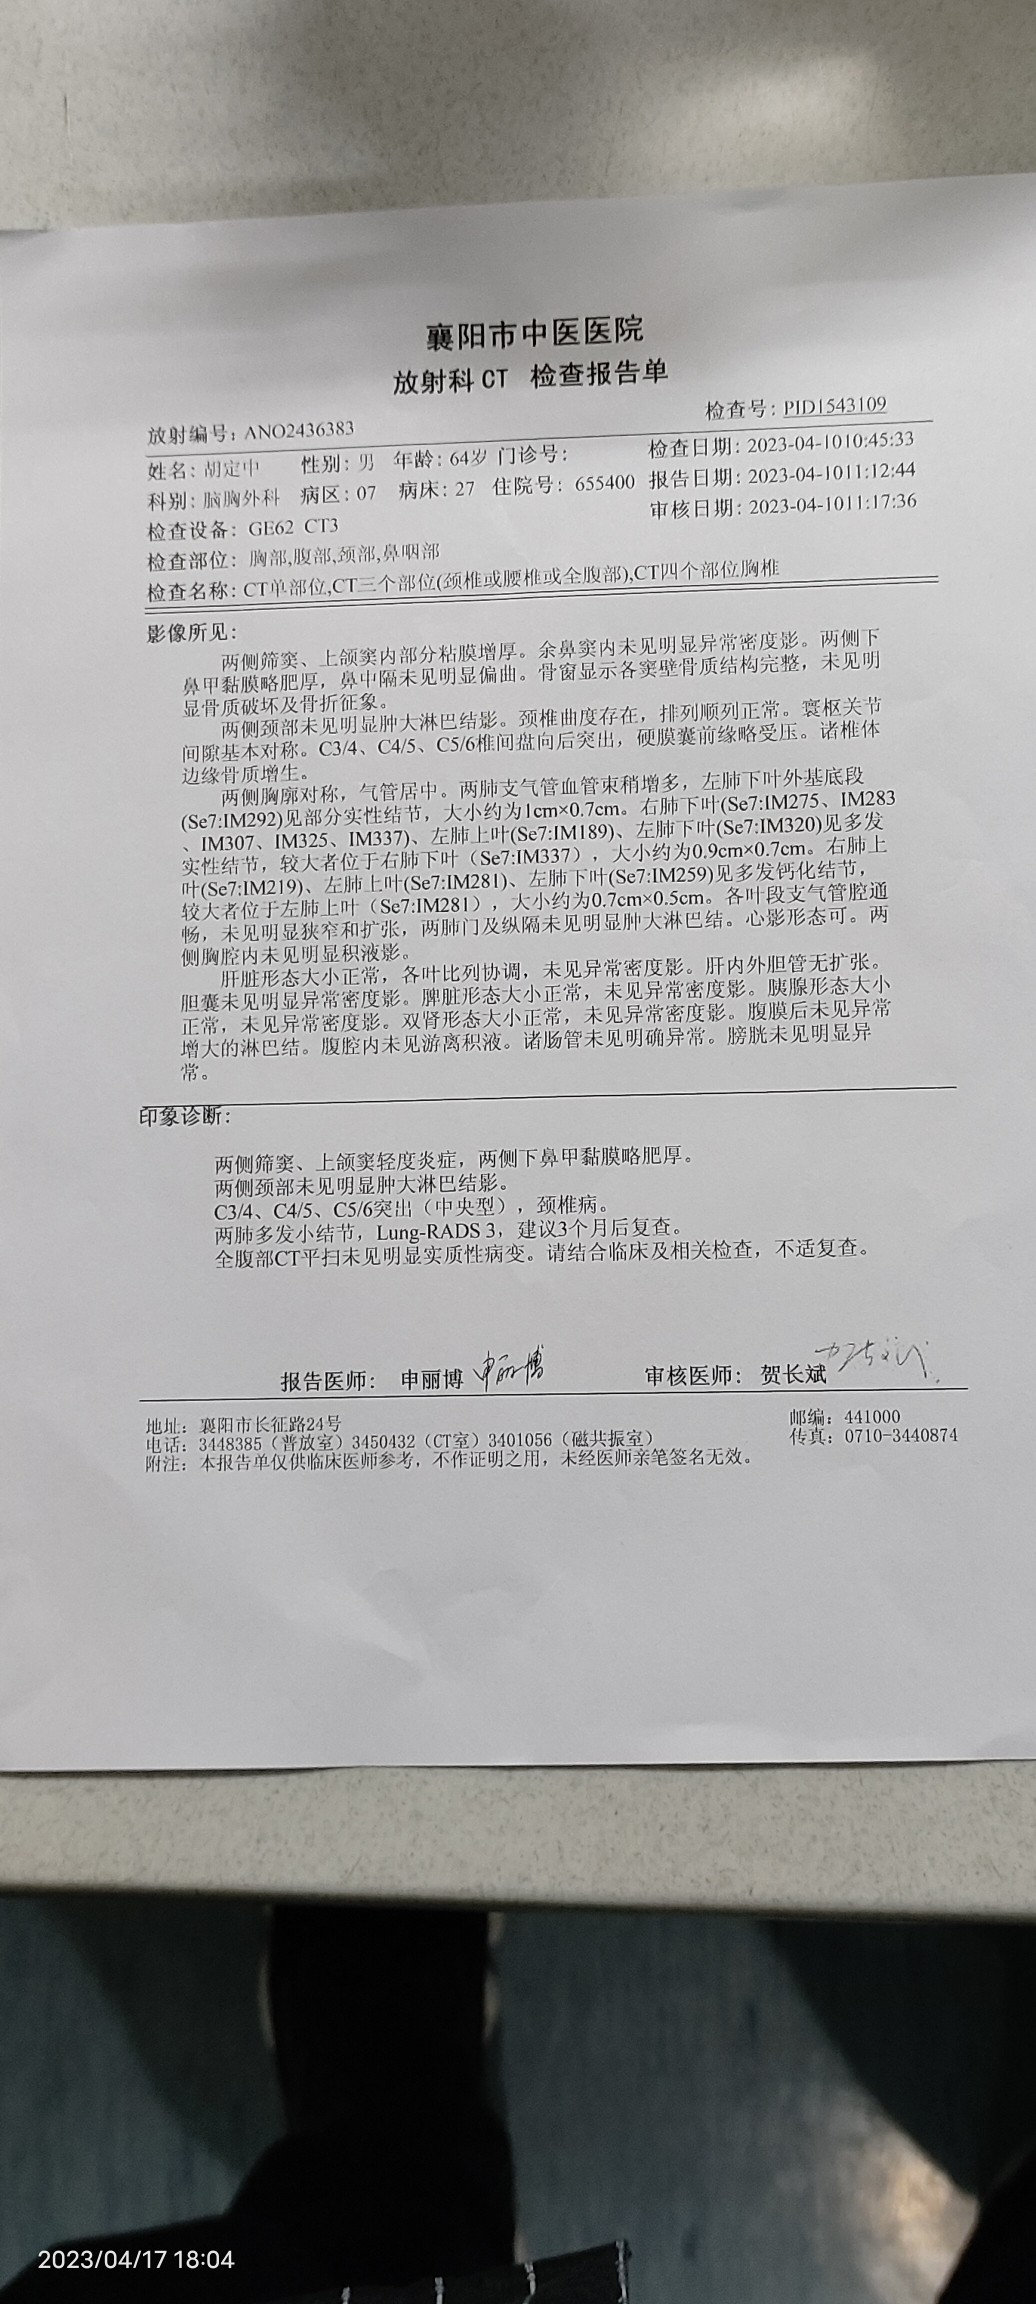 襄阳市中医医院
放射科 CT 检查报告单
检查号: PID1543109
放射编号: ANO2436383
姓名: 胡定中 性别: 男 年龄: 64岁 门诊号: 检查日期: 2023-04-1010:45:33
科别: 脑胸外科 病区: 07 病床: 27 住院号: 655400 报告日期: 2023-04-1011:12:44
审核日期: 2023-04-1011:17:36
检查设备: GE62 CT3
检查部位: 胸部,腹部,颈部,鼻咽部
检查名称: CT单部位,CT三个部位(颈椎或腰椎或全腹部),CT四个部位胸椎
影像所见:
两侧筛窦、上颌窦内部分粘膜增厚。余鼻窦内未见明显异常密度影。两侧下
鼻甲黏膜略肥厚，鼻中隔未见明显偏曲。骨窗显示各窦壁骨质结构完整，未见明
显骨质破坏及骨折征象。
两侧颈部未见明显肿大淋巴结影。颈椎曲度存在，排列顺列正常。寰枢关节
间隙基本对称。C3/4、C4/5、C5/6椎间盘向后突出，硬膜囊前缘略受压。诸椎体
边缘骨质增生。
两侧胸廓对称，气管居中。两肺支气管血管束稍增多，左肺下叶外基底段
(Se7:IM292)见部分实性结节，大小约为1cm×0.7cm。右肺下叶(Se7:IM275、IM283
、IM307、IM325、IM337)、左肺上叶(Se7:IM189)、左肺下叶(Se7:IM320)见多发
实性结节，较大者位于右肺下叶（Se7:IM337），大小约为0.9cm×0.7cm。右肺上
叶(Se7:IM219)、左肺上叶(Se7:IM281)、左肺下叶(Se7:IM259)见多发钙化结节，
较大者位于左肺上叶（Se7:IM281），大小约为0.7cm×0.5cm。各叶段支气管腔通
畅，未见明显狭窄和扩张，两肺门及纵隔未见明显肿大淋巴结。心影形态可。两
侧胸腔内未见明显积液影。
肝脏形态大小正常，各叶比列协调，未见异常密度影。肝内外胆管无扩张。
胆囊未见明显异常密度影。脾脏形态大小正常，未见异常密度影。胰腺形态大小
正常，未见异常密度影。双肾形态大小正常，未见异常密度影。腹膜后未见异常
增大的淋巴结。腹腔内未见游离积液。诸肠管未见明确异常。膀胱未见明显异
常。
印象诊断:
两侧筛窦、上颌窦轻度炎症，两侧下鼻甲黏膜略肥厚。
两侧颈部未见明显肿大淋巴结影。
C3/4、C4/5、C5/6突出（中央型），颈椎病。
两肺多发小结节，Lung-RADS 3，建议3个月后复查。
全腹部CT平扫未见明显实质性病变。请结合临床及相关检查，不适复查。
报告医师: 申丽博 申丽博 审核医师: 贺长斌 贺长斌
地址: 襄阳市长征路24号 邮编: 441000
电话: 3448385（普放室）3450432（CT室）3401056（磁共振室） 传真: 0710-3440874
附注: 本报告单仅供临床医师参考，不作证明之用，未经医师亲笔签名无效。
2023/04/17 18:04